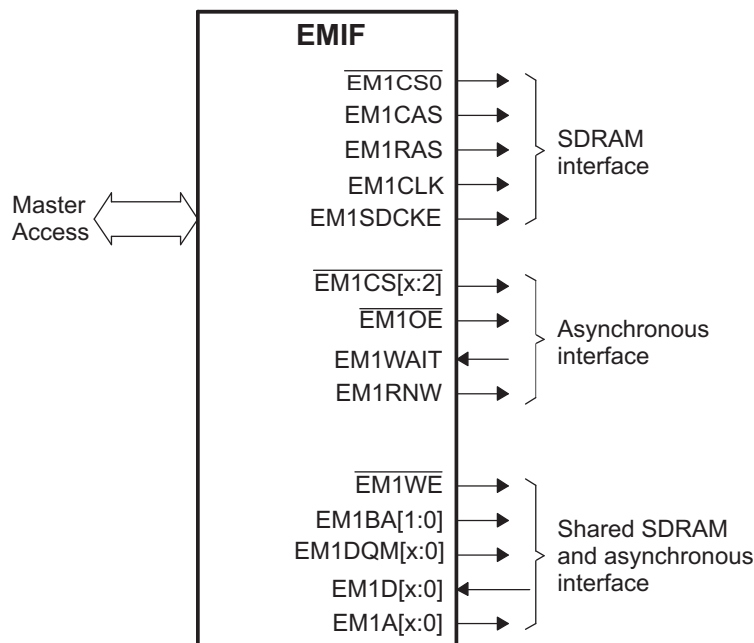 EMIF
EM1CS0
EM1CAS
EM1RAS
EM1CLK
EM1SDCKE
SDRAM
interface
Master
Access
EM1CS[x:2]
EM1OE
EM1WAIT
EM1RNW
Asynchronous
interface
EM1WE
EM1BA[1:0]
EM1DQM[x:0]
EM1D[x:0]
EM1A[x:0]
Shared SDRAM
and asynchronous
interface